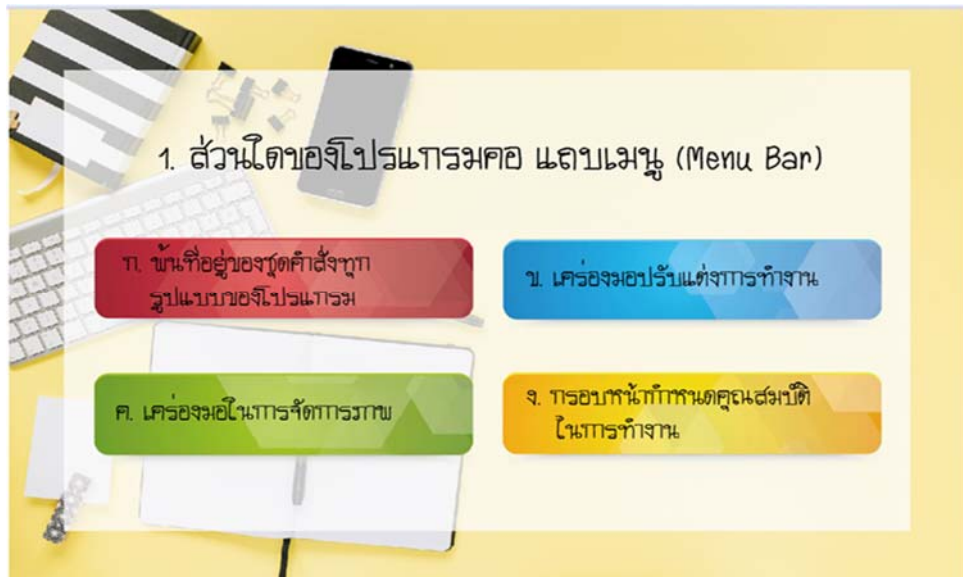 1. ส่วนใดของโปรแกรมคือ แถบเมนู (Menu Bar)
ก. พื้นที่อยู่ของชุดคำสั่งทุก
รูปแบบของโปรแกรม
ข. เครื่องมือปรับแต่งการทำงาน
ค. เครื่องมือในการจัดการภาพ
ง. กรอบหน้ากำหนดคุณสมบัติ
ในการทำงาน